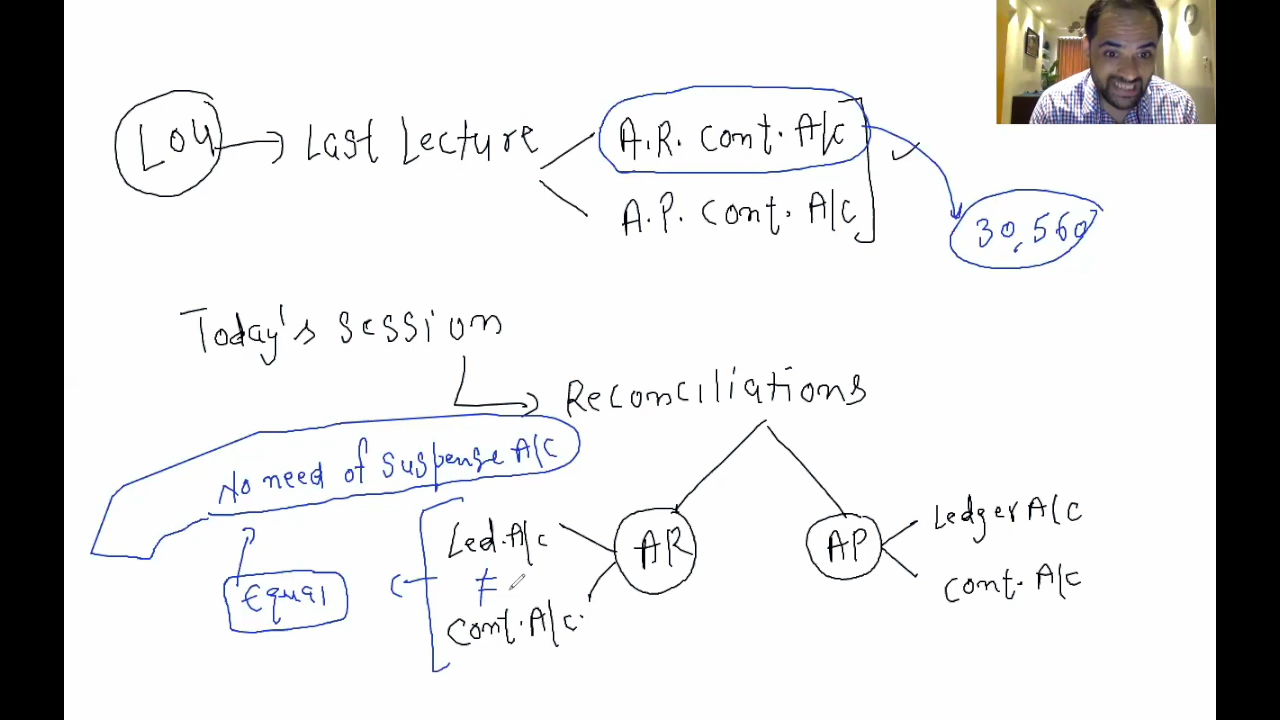 L04 → Last Lecture
A.R. Cont. A/c
A.P. Cont. A/c
30,560
Today's Session
Reconciliations
No need of Suspense A/c
Equal
Led. A/c
≠
Cont. A/c.
AR
AP
Ledger A/c
Cont. A/c